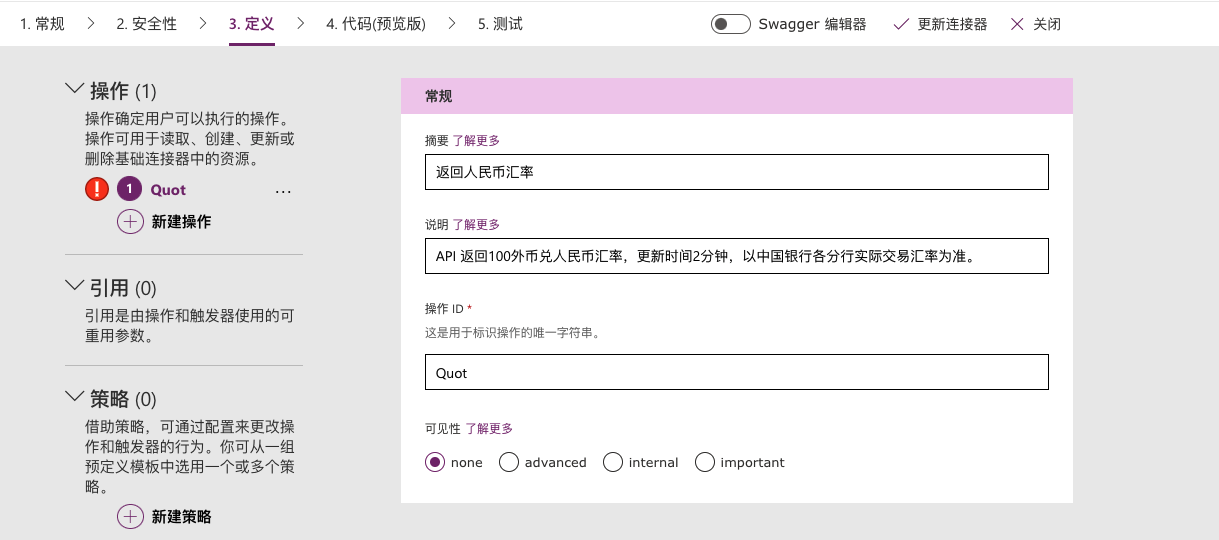 1. 常规
2. 安全性
3. 定义
4. 代码(预览版)
5. 测试
Swagger 编辑器
更新连接器
关闭
操作 (1)
操作确定用户可以执行的操作。
操作可用于读取、创建、更新或
删除基础连接器中的资源。
1 Quot ...
新建操作
引用 (0)
引用是由操作和触发器使用的可
重用参数。
策略 (0)
借助策略，可通过配置来更改操
作和触发器的行为。你可从一组
预定义模板中选用一个或多个策
略。
新建策略
常规
摘要 了解更多
返回人民币汇率
说明 了解更多
API 返回100外币兑人民币汇率，更新时间2分钟，以中国银行各分行实际交易汇率为准。
操作 ID *
这是用于标识操作的唯一字符串。
Quot
可见性 了解更多
none advanced internal important